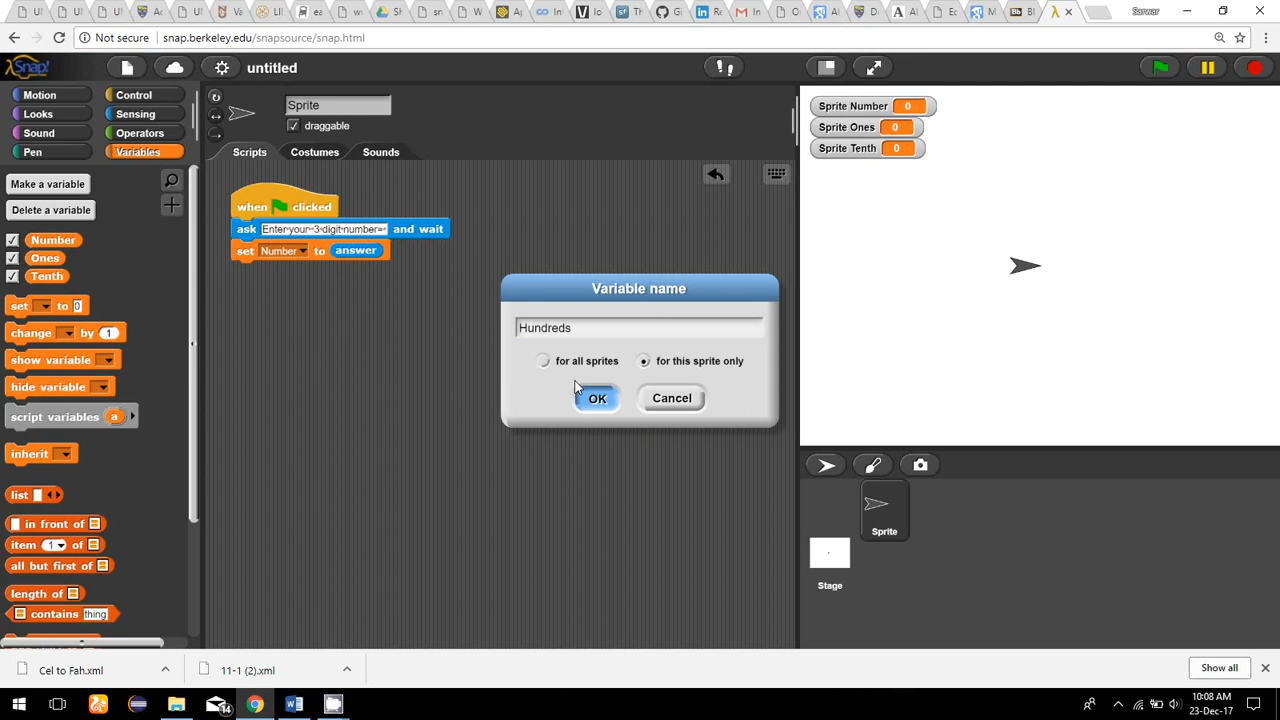 Sarwar
Not secure | snap.berkeley.edu/snapsource/snap.html
Snap!
untitled
Motion
Control
Looks
Sensing
Sound
Operators
Pen
Variables
Sprite
draggable
Scripts
Costumes
Sounds
Make a variable
Delete a variable
Number
Ones
Tenth
set to 0
change by 1
show variable
hide variable
script variables a
inherit
list
in front of
item 1 of
all but first of
length of
contains thing
when clicked
ask Enter your 3 digit number= and wait
set Number to answer
Variable name
Hundreds
for all sprites
for this sprite only
OK
Cancel
Sprite Number 0
Sprite Ones 0
Sprite Tenth 0
Sprite
Stage
Cel to Fah.xml
11-1 (2).xml
Show all
14
10:08 AM
23-Dec-17